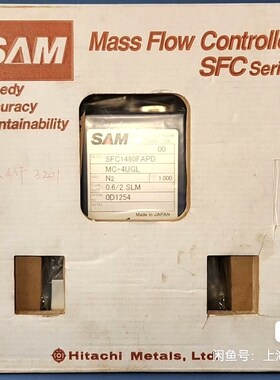 SAM
Mass Flow Controlle
SFC Serie
edy
uracy
ntainability
SAM
00
SFC1480FAPD
MC-4UGL
N2 1.000
0.6/2 SLM
0D1254
Made in JAPAN
Hitachi Metals, Ltd
闲鱼号: 上